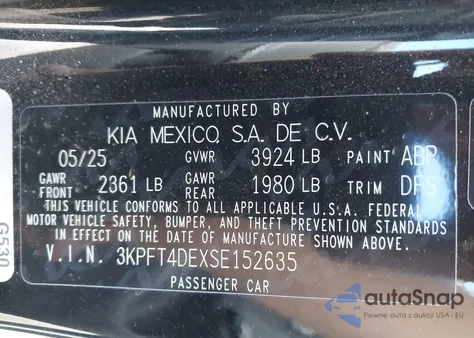 MANUFACTURED BY
KIA MEXICO, S.A. DE C.V.
05/25 GVWR 3924 LB PAINT ABP
GAWR FRONT 2361 LB GAWR REAR 1980 LB TRIM DFS
THIS VEHICLE CONFORMS TO ALL APPLICABLE U.S.A. FEDERAL
MOTOR VEHICLE SAFETY, BUMPER, AND THEFT PREVENTION STANDARDS
IN EFFECT ON THE DATE OF MANUFACTURE SHOWN ABOVE
V.I.N. 3KPFT4DEXSE152635
PASSENGER CAR
G530
autoSnap
Pewne auto z USA i EU